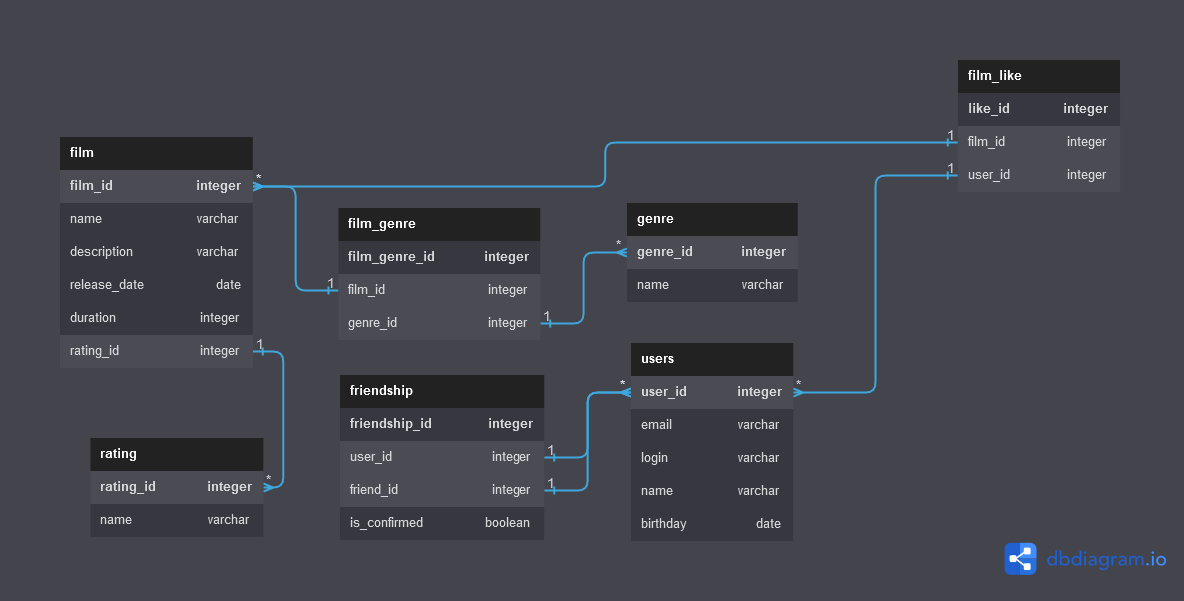 film
film_id integer
name varchar
description varchar
release_date date
duration integer
rating_id integer
rating
rating_id integer
name varchar
film_genre
film_genre_id integer
film_id integer
genre_id integer
friendship
friendship_id integer
user_id integer
friend_id integer
is_confirmed boolean
genre
genre_id integer
name varchar
users
user_id integer
email varchar
login varchar
name varchar
birthday date
film_like
like_id integer
film_id integer
user_id integer
*
1
1
*
1
*
1
1
*
*
1
1
dbdiagram.io